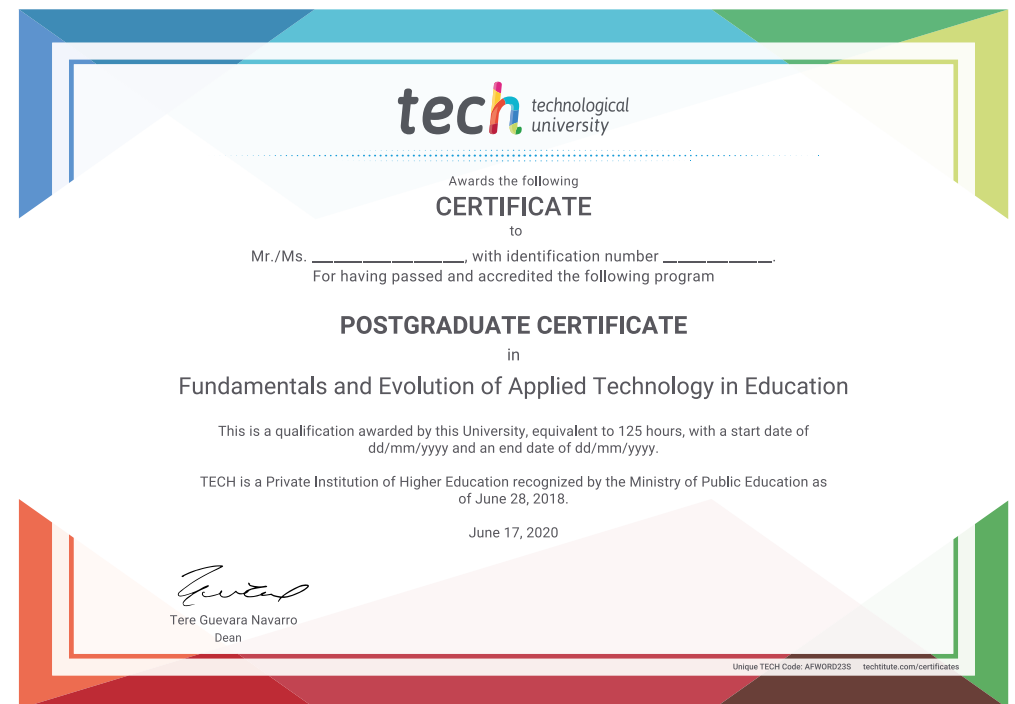 tech technological
university
Awards the following
CERTIFICATE
to
Mr./Ms. ____________________, with identification number ______________.
For having passed and accredited the following program
POSTGRADUATE CERTIFICATE
in
Fundamentals and Evolution of Applied Technology in Education
This is a qualification awarded by this University, equivalent to 125 hours, with a start date of
dd/mm/yyyy and an end date of dd/mm/yyyy.
TECH is a Private Institution of Higher Education recognized by the Ministry of Public Education as
of June 28, 2018.
June 17, 2020
Tere Guevara Navarro
Dean
Unique TECH Code: AFWORD23S techtitute.com/certificates